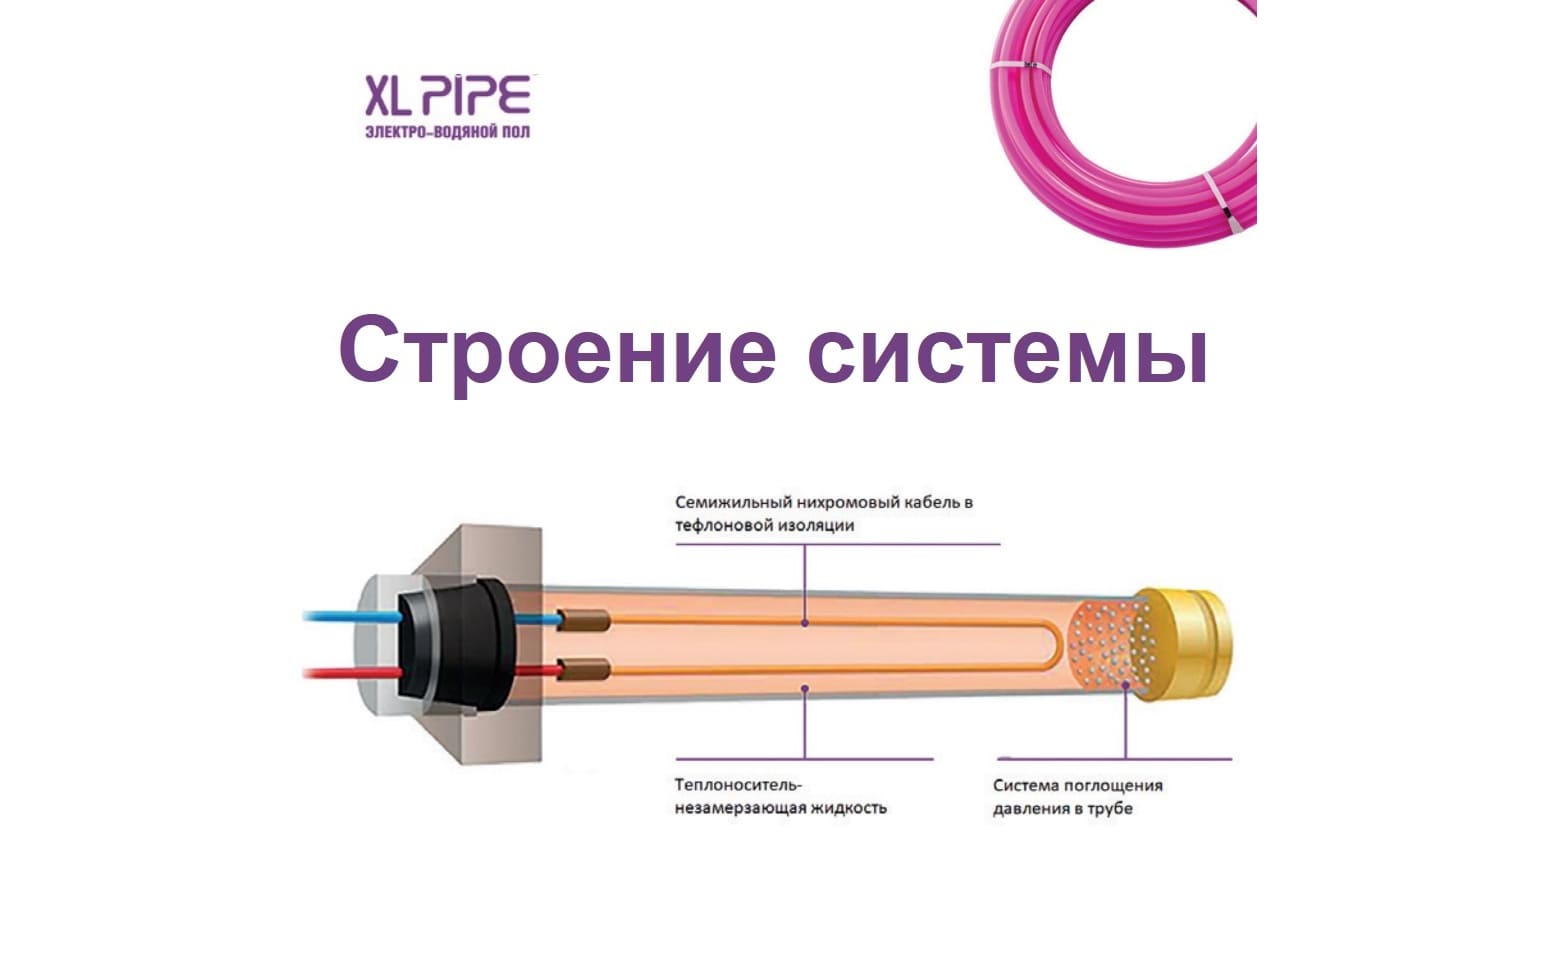 XL PIPE
ЭЛЕКТРО-ВОДЯНОЙ ПОЛ
Строение системы
Семижильный нихромовый кабель в
тефлоновой изоляции
Теплоноситель-
незамерзающая жидкость
Система поглощения
давления в трубе